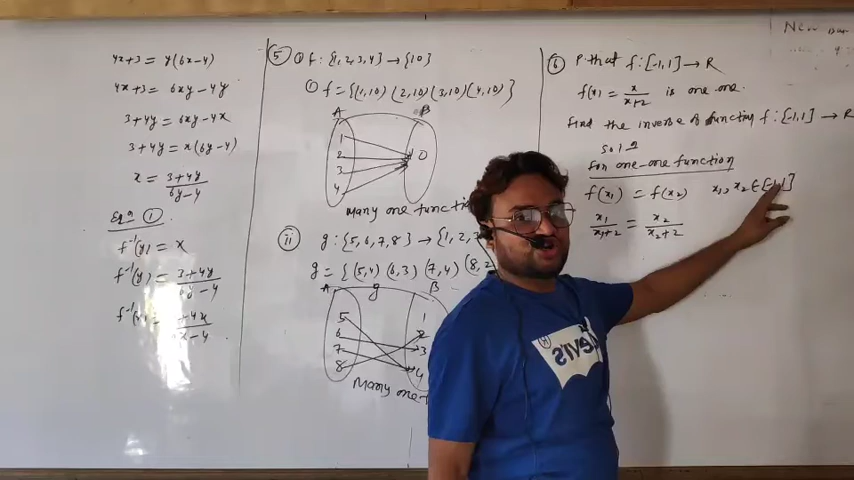 4x+3 = y(6x-4)
4x+3 = 6xy-4y
3+4y = 6xy-4x
3+4y = x(6y-4)
x = 3+4y / 6y-4
Eqn ①
f⁻¹(y) = x
f⁻¹(y) = 3+4y / 6y-4
⑤ ① f : {1,2,3,4} → {10}
① f = {(1,10) (2,10) (3,10) (4,10)}
A B
1
2
3
4
Many one function
ii g : {5,6,7,8} → {1,2,
g = { (5,4) (6,3) (7,4) (8,2
A g B
5 1
6 2
7 3
8 4
Many one
⑥ P. that f : [-1,1] → R
f(x) = x / x+2 is one-one.
Find the inverse of function f : [-1,1] → R
Sol
for one-one function
f(x₁) = f(x₂) x₁, x₂ ∈ [-1,1]
x₁ / x₁+2 = x₂ / x₂+2